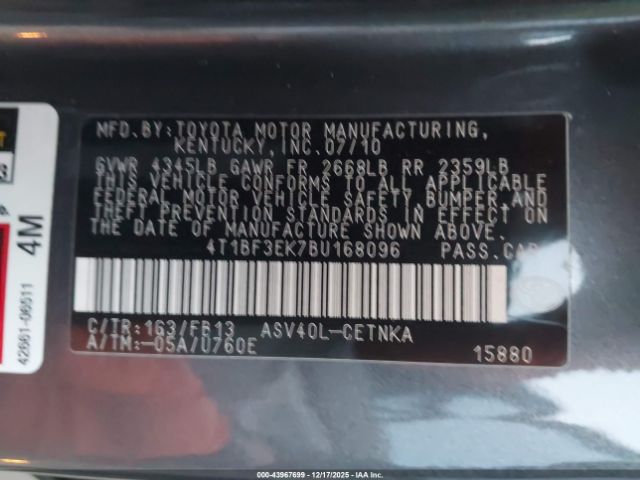 MFD.BY:TOYOTA MOTOR MANUFACTURING,
KENTUCKY,INC.07/10
GVWR 4345LB GAWR FR 2668LB RR 2359LB
THIS VEHICLE CONFORMS TO ALL APPLICABLE
FEDERAL MOTOR VEHICLE SAFETY,BUMPER,AND
THEFT PREVENTION STANDARDS IN EFFECT ON
THE DATE OF MANUFACTURE SHOWN ABOVE.
4T1BF3EK7BU168096 PASS.CAR
C/TR:1G3/FB13 ASV40L-CETNKA
A/TM:-05A/U760E
15880
4M
42661-06511
000-43967699 - 12/17/2025 - IAAI, INC.